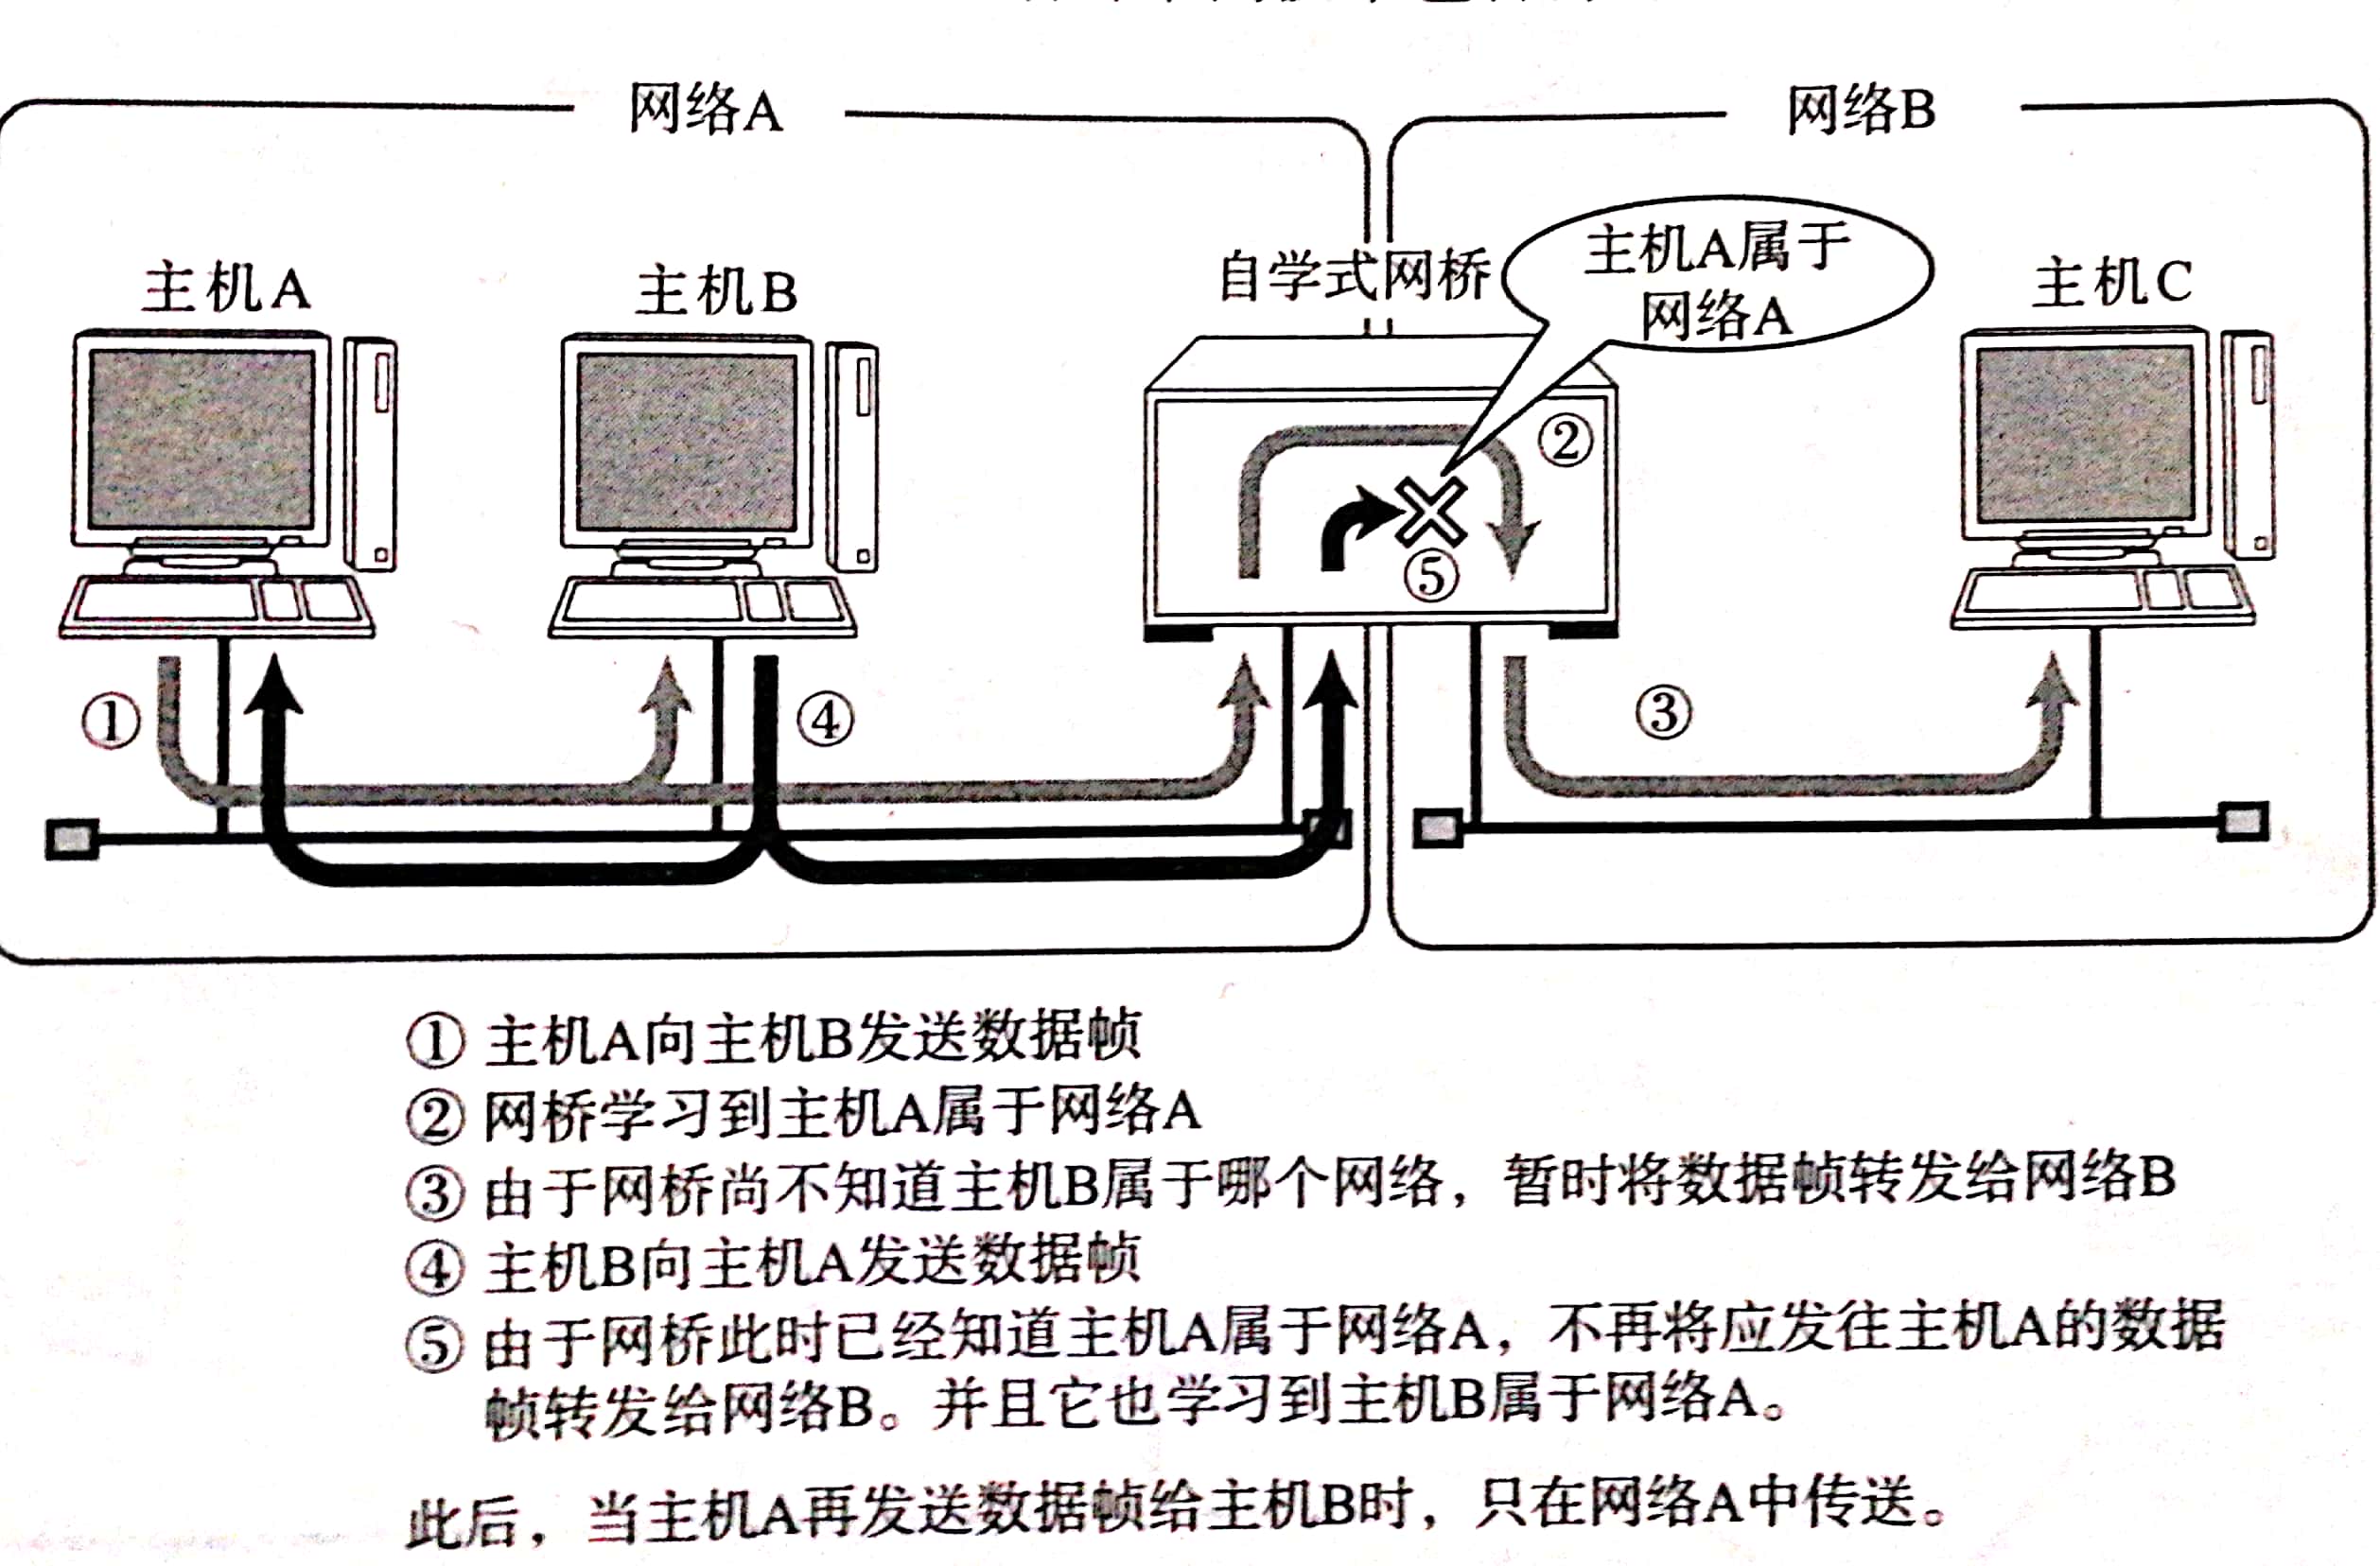 网络A
网络B
主机A
主机B
自学式网桥
主机A属于
网络A
主机C
②
⑤
①
④
③
① 主机A向主机B发送数据帧
② 网桥学习到主机A属于网络A
③ 由于网桥尚不知道主机B属于哪个网络，暂时将数据帧转发给网络B
④ 主机B向主机A发送数据帧
⑤ 由于网桥此时已经知道主机A属于网络A，不再将应发往主机A的数据
帧转发给网络B。并且它也学习到主机B属于网络A。
此后，当主机A再发送数据帧给主机B时，只在网络A中传送。